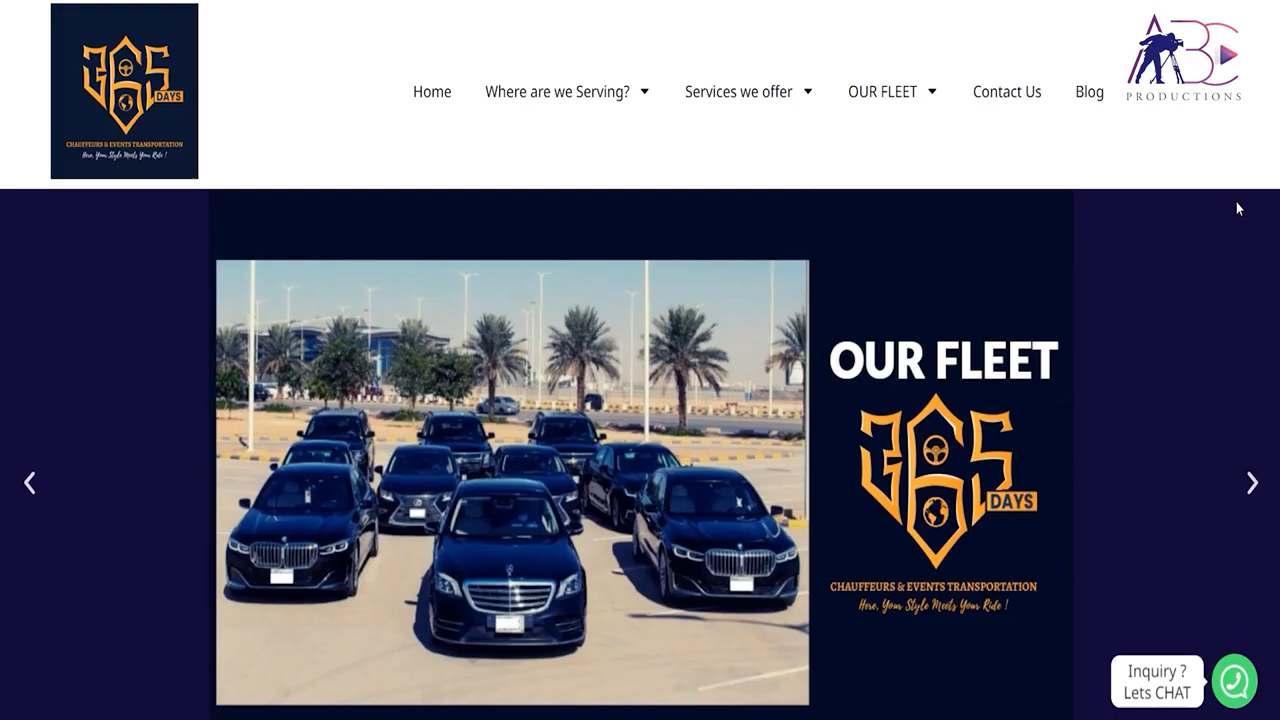 365
DAYS
CHAUFFEURS & EVENTS TRANSPORTATION
Here, Your Style Meets Your Ride !
Home
Where are we Serving?
Services we offer
OUR FLEET
Contact Us
Blog
ABC
PRODUCTIONS
OUR FLEET
365
DAYS
CHAUFFEURS & EVENTS TRANSPORTATION
Here, Your Style Meets Your Ride !
Inquiry ?
Lets CHAT